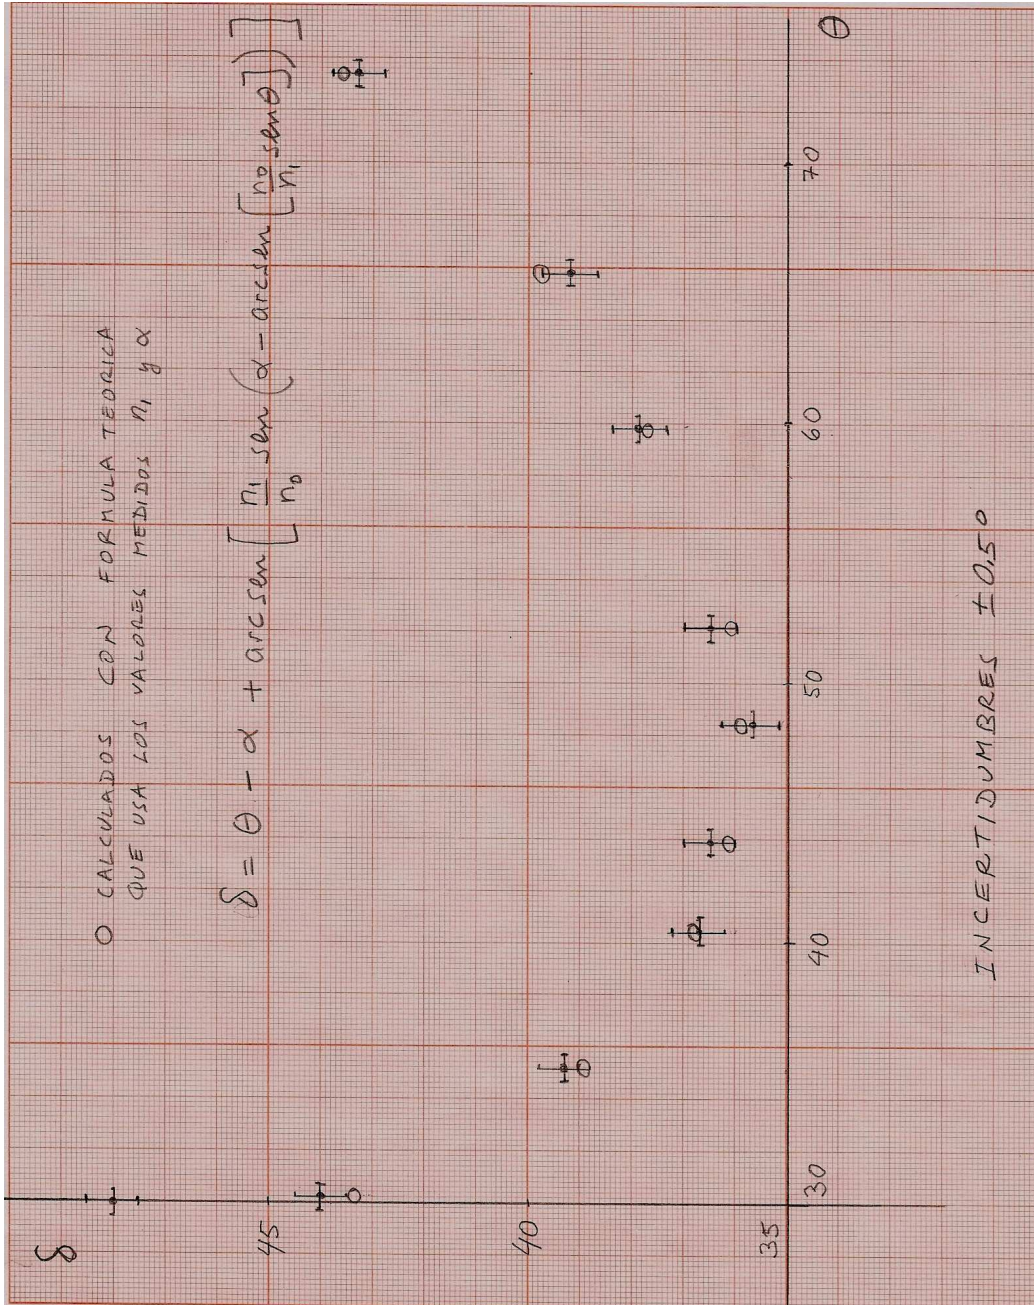 O CALCULADOS CON FORMULA TEORICA
QUE USA LOS VALORES MEDIDOS n₁ y α
δ = θ - α + arcsen [ n₁/n₀ sen (α - arcsen [ n₀/n₁ senθ ] ) ]
δ
45
40
35
30
40
50
60
70
θ
INCERTIDUMBRES ±0,5°